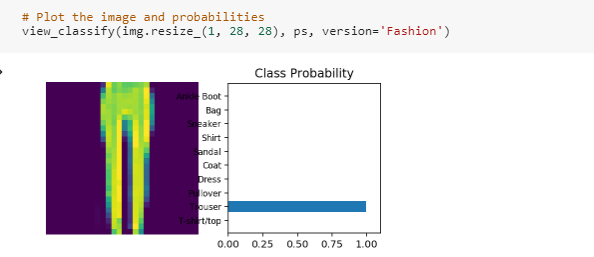 # Plot the image and probabilities
view_classify(img.resize_(1, 28, 28), ps, version='Fashion')
Class Probability
Ankle Boot
Bag
Sneaker
Shirt
Sandal
Coat
Dress
Pullover
Trouser
T-shirt/top
0.00 0.25 0.50 0.75 1.00